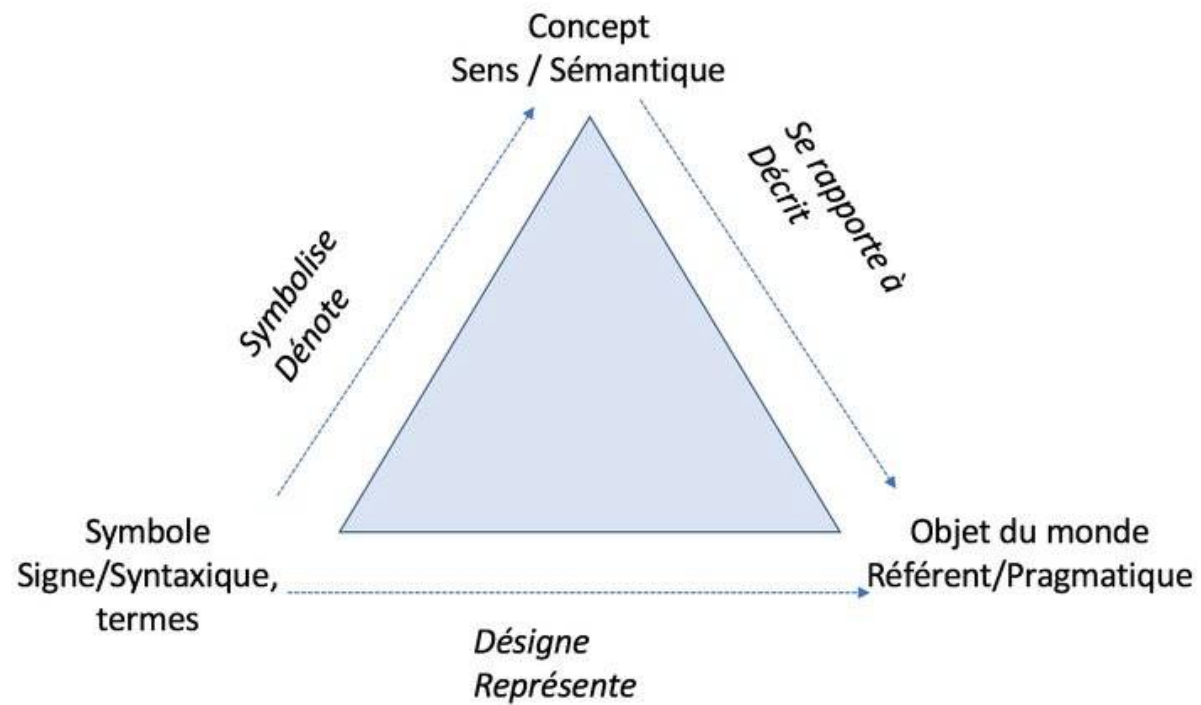 Concept
Sens / Sémantique
Se rapporte à
Décrit
Symbolise
Dénote
Symbole
Signe/Syntaxique,
termes
Objet du monde
Référent/Pragmatique
Désigne
Représente